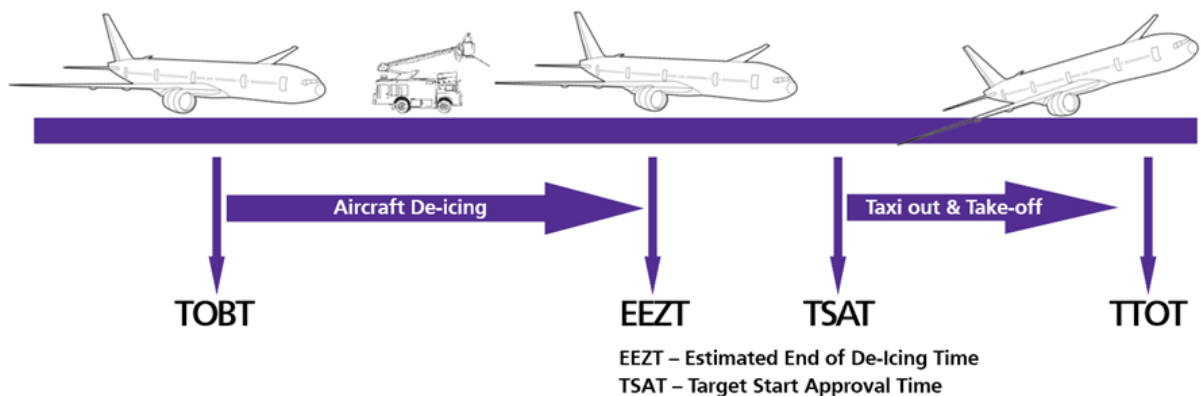 Aircraft De-icing
Taxi out & Take-off
TOBT
EEZT
TSAT
TTOT
EEZT – Estimated End of De-Icing Time
TSAT – Target Start Approval Time